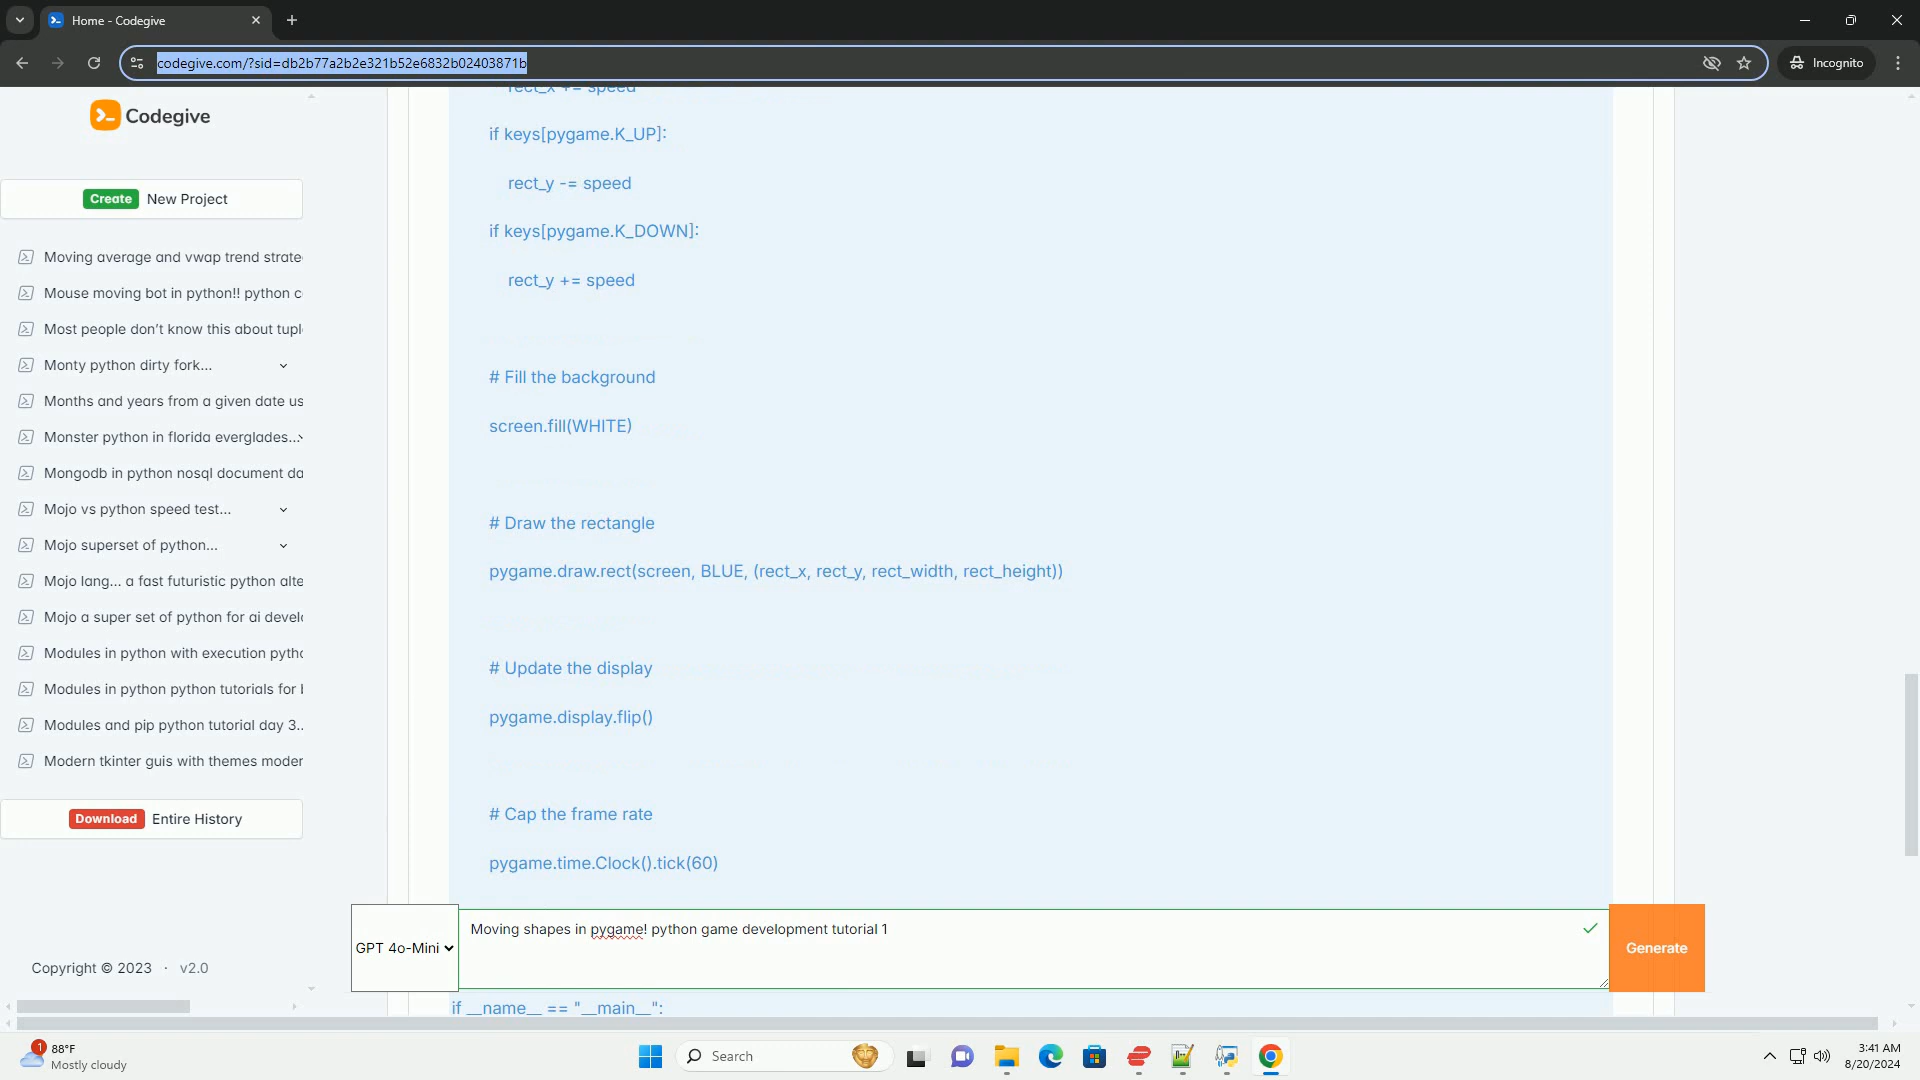 Home - Codegive
codegive.com/?sid=db2b77a2b2e321b52e6832b02403871b
Incognito
Codegive
Create New Project
Moving average and vwap trend strate
Mouse moving bot in python!! python c
Most people don't know this about tupl
Monty python dirty fork...
Months and years from a given date us
Monster python in florida everglades...
Mongodb in python nosql document da
Mojo vs python speed test...
Mojo superset of python...
Mojo lang... a fast futuristic python alte
Mojo a super set of python for ai develo
Modules in python with execution pytho
Modules in python python tutorials for b
Modules and pip python tutorial day 3...
Modern tkinter guis with themes moder
Download Entire History
Copyright © 2023 · v2.0
rect_x += speed
if keys[pygame.K_UP]:
rect_y -= speed
if keys[pygame.K_DOWN]:
rect_y += speed
# Fill the background
screen.fill(WHITE)
# Draw the rectangle
pygame.draw.rect(screen, BLUE, (rect_x, rect_y, rect_width, rect_height))
# Update the display
pygame.display.flip()
# Cap the frame rate
pygame.time.Clock().tick(60)
GPT 4o-Mini
Moving shapes in pygame! python game development tutorial 1
Generate
if __name__ == "__main__":
1
88°F
Mostly cloudy
Search
3:41 AM
8/20/2024